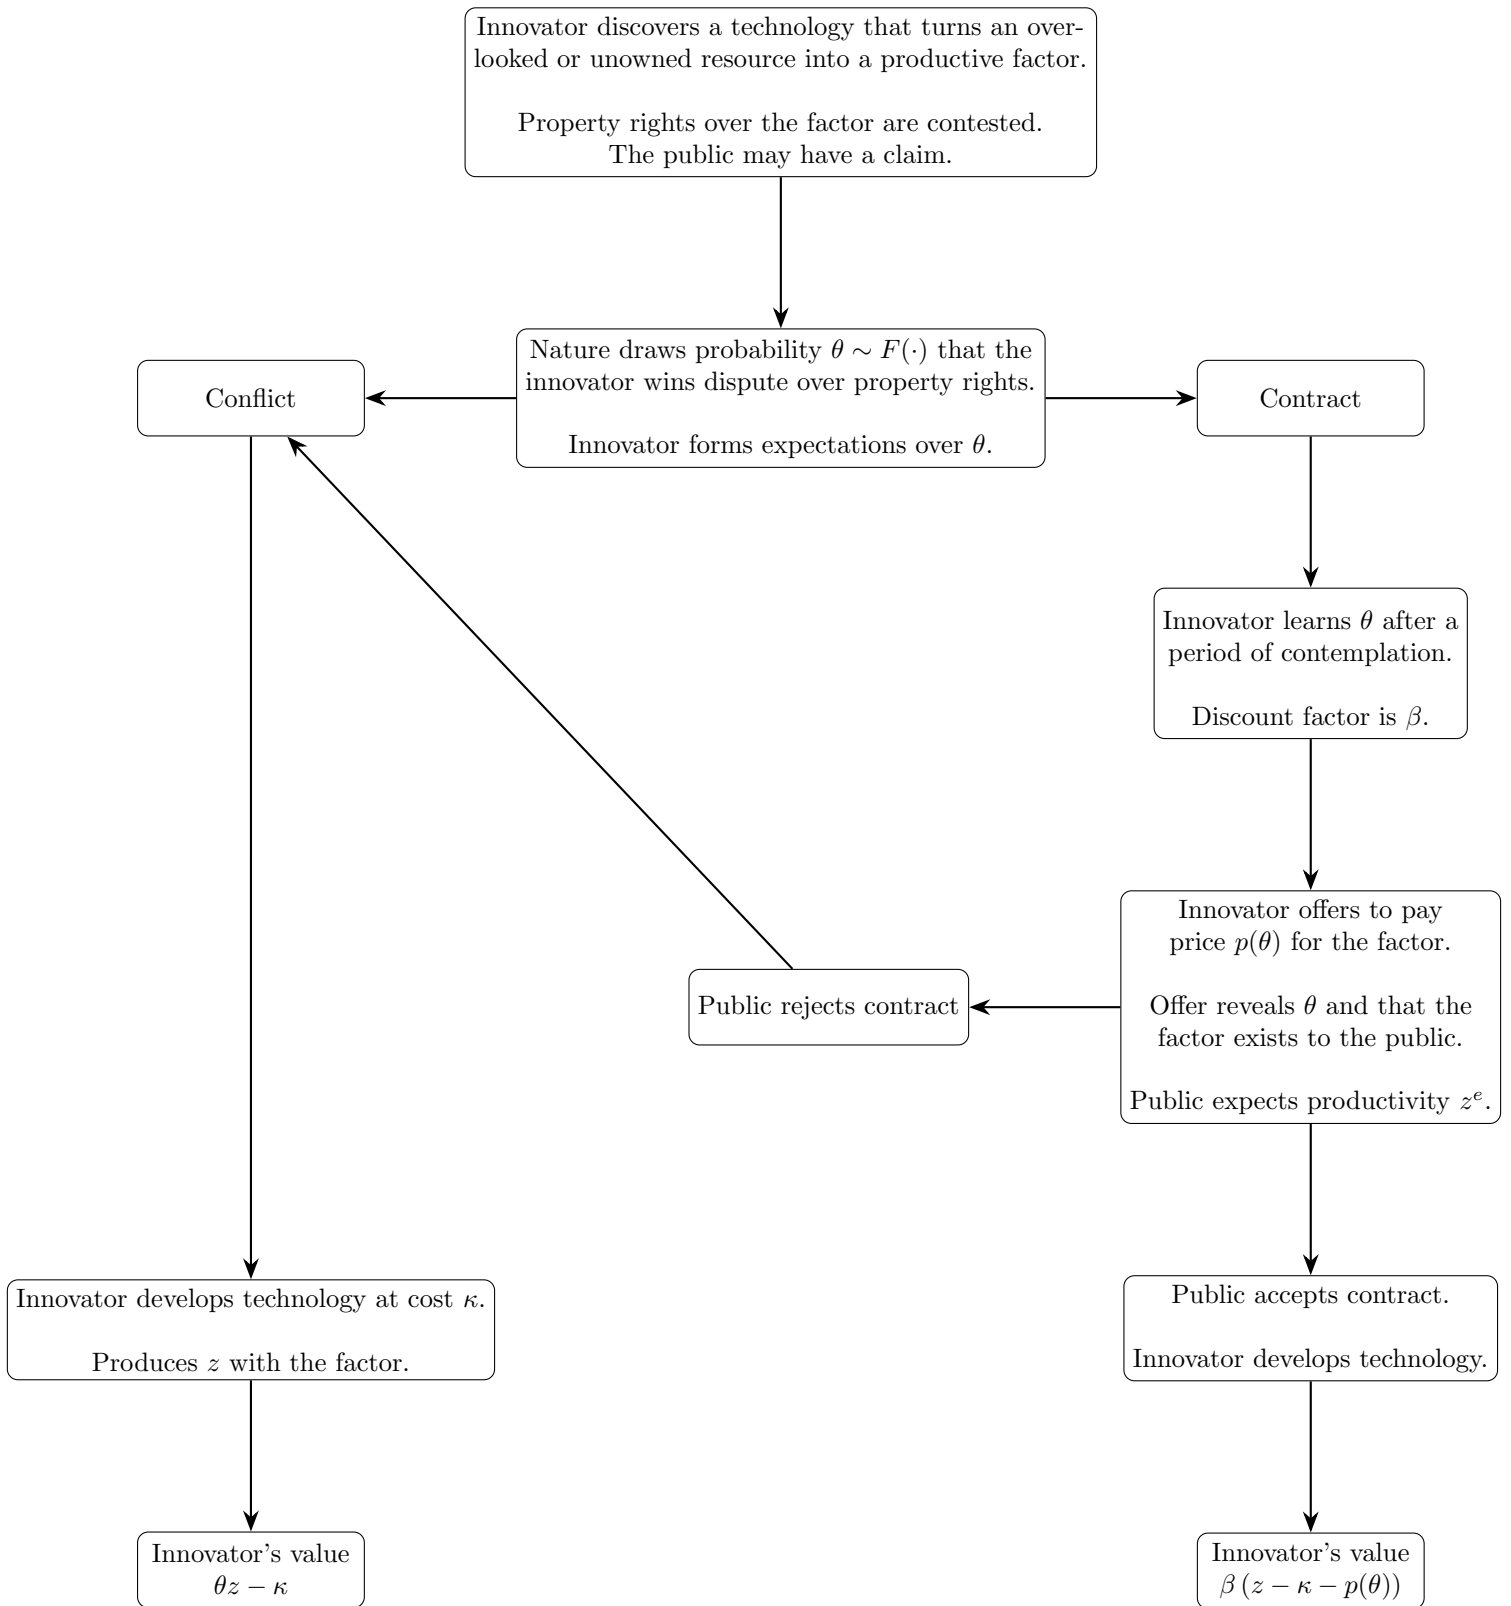 Innovator discovers a technology that turns an over-
looked or unowned resource into a productive factor.
Property rights over the factor are contested.
The public may have a claim.
Nature draws probability θ ∼ F(·) that the
innovator wins dispute over property rights.
Innovator forms expectations over θ.
Conflict
Contract
Innovator learns θ after a
period of contemplation.
Discount factor is β.
Innovator offers to pay
price p(θ) for the factor.
Offer reveals θ and that the
factor exists to the public.
Public expects productivity zᵉ.
Public rejects contract
Innovator develops technology at cost κ.
Produces z with the factor.
Public accepts contract.
Innovator develops technology.
Innovator's value
θz − κ
Innovator's value
β (z − κ − p(θ))